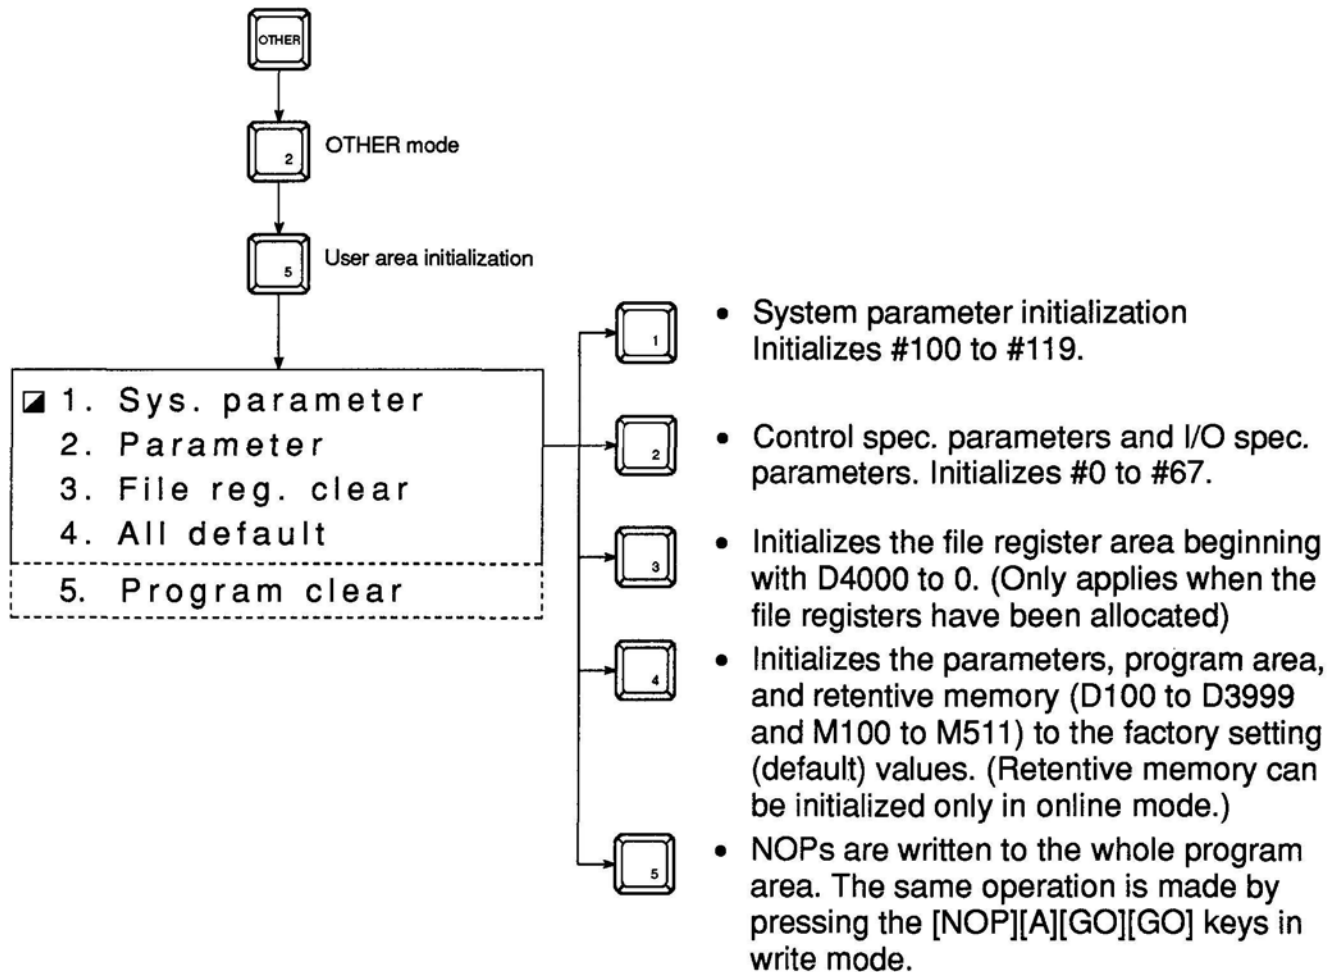 OTHER
2
OTHER mode
5
User area initialization
1. Sys. parameter
2. Parameter
3. File reg. clear
4. All default
5. Program clear
1
• System parameter initialization
Initializes #100 to #119.
2
• Control spec. parameters and I/O spec.
parameters. Initializes #0 to #67.
3
• Initializes the file register area beginning
with D4000 to 0. (Only applies when the
file registers have been allocated)
4
• Initializes the parameters, program area,
and retentive memory (D100 to D3999
and M100 to M511) to the factory setting
(default) values. (Retentive memory can
be initialized only in online mode.)
5
• NOPs are written to the whole program
area. The same operation is made by
pressing the [NOP][A][GO][GO] keys in
write mode.